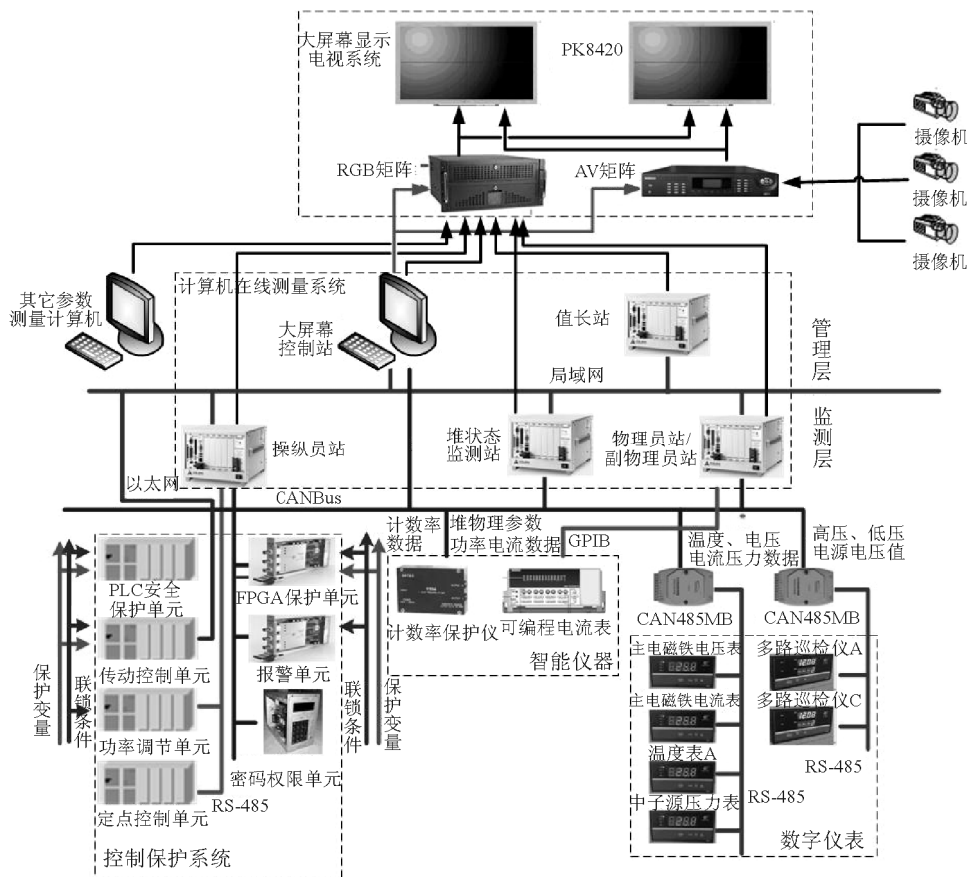 大屏幕显示
电视系统
PK8420
RGB矩阵
AV矩阵
摄像机
摄像机
摄像机
计算机在线测量系统
其它参数
测量计算机
大屏幕
控制站
值长站
管理层
局域网
监测层
操纵员站
堆状态
监测站
物理员站/
副物理员站
以太网
CANBus
计数率
数据
堆物理参数
功率电流数据
GPIB
温度、电压
电流压力数据
高压、低压
电源电压值
PLC安全
保护单元
FPGA保护单元
计数率保护仪
可编程电流表
智能仪器
CAN485MB
CAN485MB
传动控制单元
报警单元
保护变量
联锁条件
联锁条件
保护变量
功率调节单元
密码权限单元
定点控制单元
RS-485
控制保护系统
主电磁铁电压表
多路巡检仪A
主电磁铁电流表
多路巡检仪C
温度表A
RS-485
中子源压力表
RS-485
数字仪表